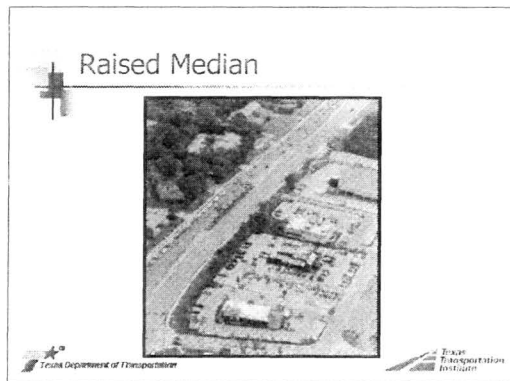 Raised Median
Texas Department of Transportation
Texas
Transportation
Institute